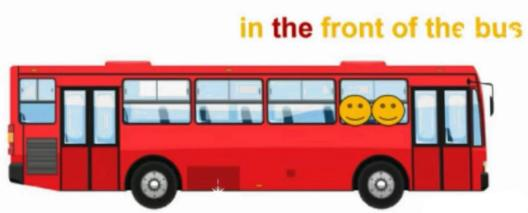 in the front of the bus